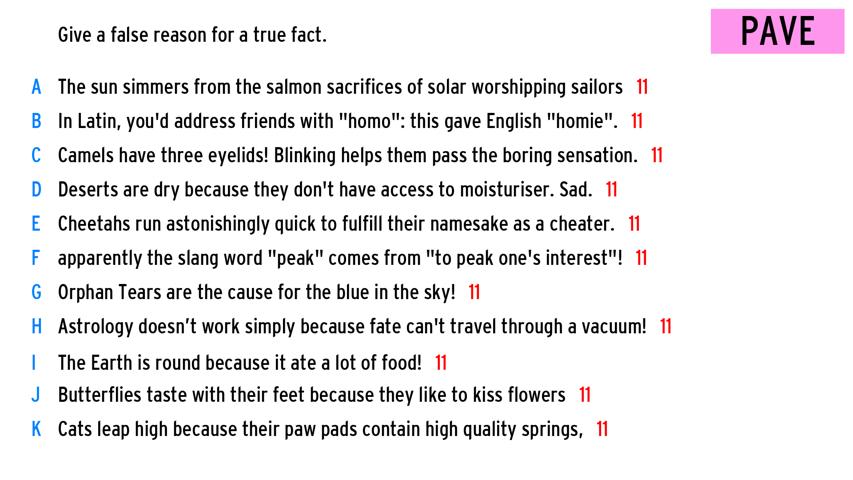 Give a false reason for a true fact.
PAVE
A The sun simmers from the salmon sacrifices of solar worshipping sailors 11
B In Latin, you'd address friends with "homo": this gave English "homie". 11
C Camels have three eyelids! Blinking helps them pass the boring sensation. 11
D Deserts are dry because they don't have access to moisturiser. Sad. 11
E Cheetahs run astonishingly quick to fulfill their namesake as a cheater. 11
F apparently the slang word "peak" comes from "to peak one's interest"! 11
G Orphan Tears are the cause for the blue in the sky! 11
H Astrology doesn’t work simply because fate can't travel through a vacuum! 11
I The Earth is round because it ate a lot of food! 11
J Butterflies taste with their feet because they like to kiss flowers 11
K Cats leap high because their paw pads contain high quality springs, 11